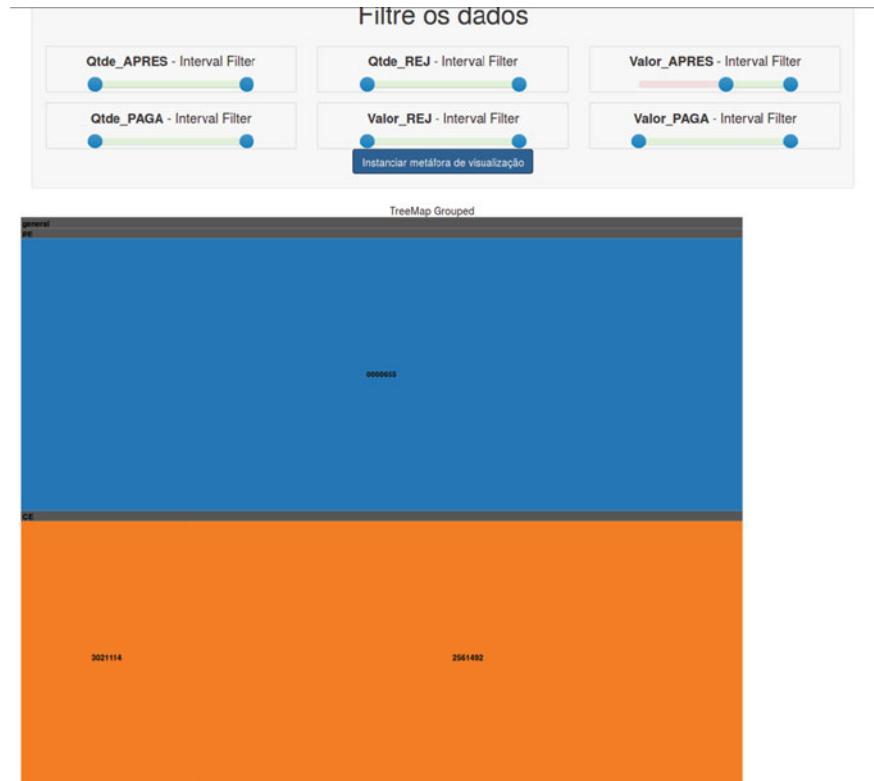 Filtre os dados
Qtde_APRES - Interval Filter
Qtde_REJ - Interval Filter
Valor_APRES - Interval Filter
Qtde_PAGA - Interval Filter
Valor_REJ - Interval Filter
Valor_PAGA - Interval Filter
Instanciar metáfora de visualização
TreeMap Grouped
general
PE
CE
3021114
2561492